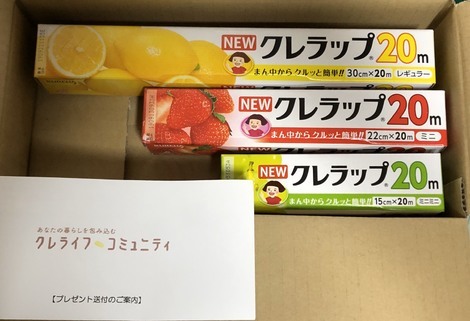 NEW クレラップ® 20m
まん中からクルッと簡単!!
30cm×20m レギュラー
NEW クレラップ® 20m
まん中からクルッと簡単!!
22cm×20m ミニ
NEW クレラップ® 20m
まん中からクルッと簡単!!
15cm×20m ミニミニ
あなたの暮らしを包み込む
クレライフ コミュニティ
【プレゼント送付のご案内】